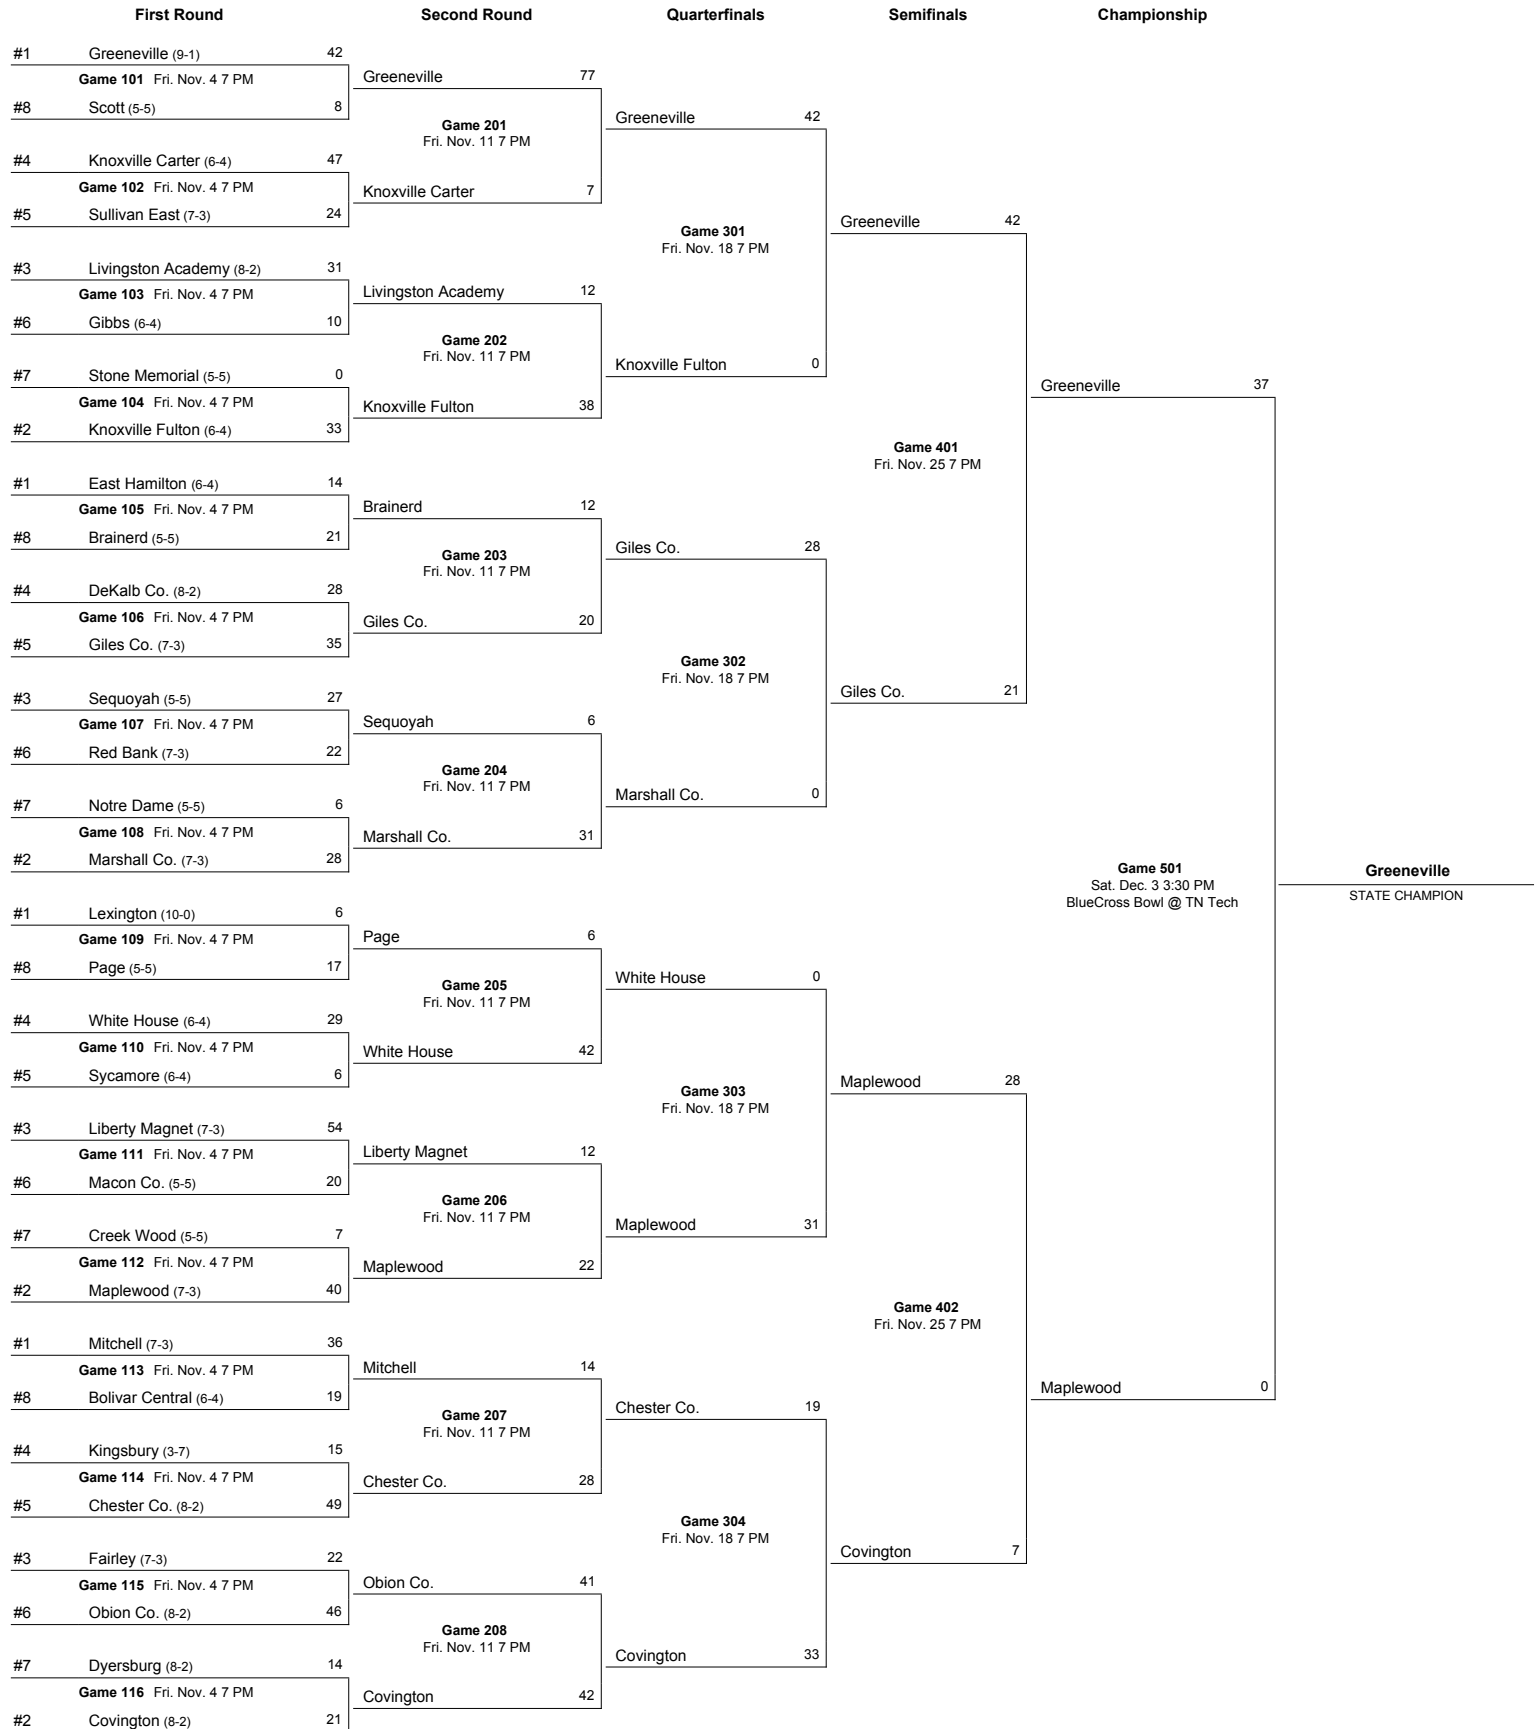 First Round
Second Round
Quarterfinals
Semifinals
Championship
#1 Greeneville (9-1) 42
Game 101 Fri. Nov. 4 7 PM
#8 Scott (5-5) 8
#4 Knoxville Carter (6-4) 47
Game 102 Fri. Nov. 4 7 PM
#5 Sullivan East (7-3) 24
#3 Livingston Academy (8-2) 31
Game 103 Fri. Nov. 4 7 PM
#6 Gibbs (6-4) 10
#7 Stone Memorial (5-5) 0
Game 104 Fri. Nov. 4 7 PM
#2 Knoxville Fulton (6-4) 33
#1 East Hamilton (6-4) 14
Game 105 Fri. Nov. 4 7 PM
#8 Brainerd (5-5) 21
#4 DeKalb Co. (8-2) 28
Game 106 Fri. Nov. 4 7 PM
#5 Giles Co. (7-3) 35
#3 Sequoyah (5-5) 27
Game 107 Fri. Nov. 4 7 PM
#6 Red Bank (7-3) 22
#7 Notre Dame (5-5) 6
Game 108 Fri. Nov. 4 7 PM
#2 Marshall Co. (7-3) 28
#1 Lexington (10-0) 6
Game 109 Fri. Nov. 4 7 PM
#8 Page (5-5) 17
#4 White House (6-4) 29
Game 110 Fri. Nov. 4 7 PM
#5 Sycamore (6-4) 6
#3 Liberty Magnet (7-3) 54
Game 111 Fri. Nov. 4 7 PM
#6 Macon Co. (5-5) 20
#7 Creek Wood (5-5) 7
Game 112 Fri. Nov. 4 7 PM
#2 Maplewood (7-3) 40
#1 Mitchell (7-3) 36
Game 113 Fri. Nov. 4 7 PM
#8 Bolivar Central (6-4) 19
#4 Kingsbury (3-7) 15
Game 114 Fri. Nov. 4 7 PM
#5 Chester Co. (8-2) 49
#3 Fairley (7-3) 22
Game 115 Fri. Nov. 4 7 PM
#6 Obion Co. (8-2) 46
#7 Dyersburg (8-2) 14
Game 116 Fri. Nov. 4 7 PM
#2 Covington (8-2) 21
Greeneville 77
Game 201
Fri. Nov. 11 7 PM
Knoxville Carter 7
Livingston Academy 12
Game 202
Fri. Nov. 11 7 PM
Knoxville Fulton 38
Brainerd 12
Game 203
Fri. Nov. 11 7 PM
Giles Co. 20
Sequoyah 6
Game 204
Fri. Nov. 11 7 PM
Marshall Co. 31
Page 6
Game 205
Fri. Nov. 11 7 PM
White House 42
Liberty Magnet 12
Game 206
Fri. Nov. 11 7 PM
Maplewood 22
Mitchell 14
Game 207
Fri. Nov. 11 7 PM
Chester Co. 28
Obion Co. 41
Game 208
Fri. Nov. 11 7 PM
Covington 42
Greeneville 42
Game 301
Fri. Nov. 18 7 PM
Knoxville Fulton 0
Giles Co. 28
Game 302
Fri. Nov. 18 7 PM
Marshall Co. 0
White House 0
Game 303
Fri. Nov. 18 7 PM
Maplewood 31
Chester Co. 19
Game 304
Fri. Nov. 18 7 PM
Covington 33
Greeneville 42
Game 401
Fri. Nov. 25 7 PM
Giles Co. 21
Maplewood 28
Game 402
Fri. Nov. 25 7 PM
Covington 7
Greeneville 37
Game 501
Sat. Dec. 3 3:30 PM
BlueCross Bowl @ TN Tech
Maplewood 0
Greeneville
STATE CHAMPION